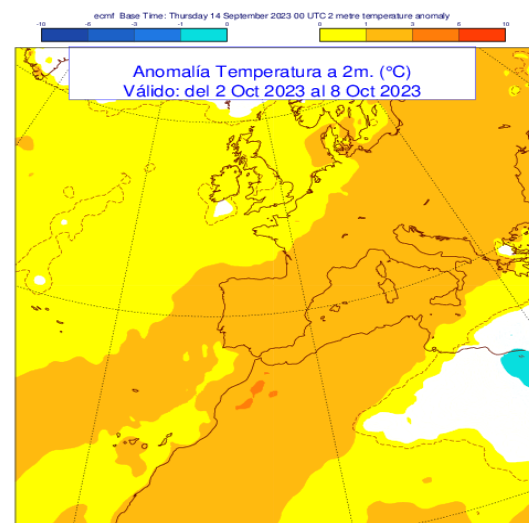 ecmf Base Time: Thursday 14 September 2023 00 UTC 2 metre temperature anomaly
-10 -6 -3 -1 0 0 1 3 6 10
Anomalía Temperatura a 2m. (°C)
Válido: del 2 Oct 2023 al 8 Oct 2023